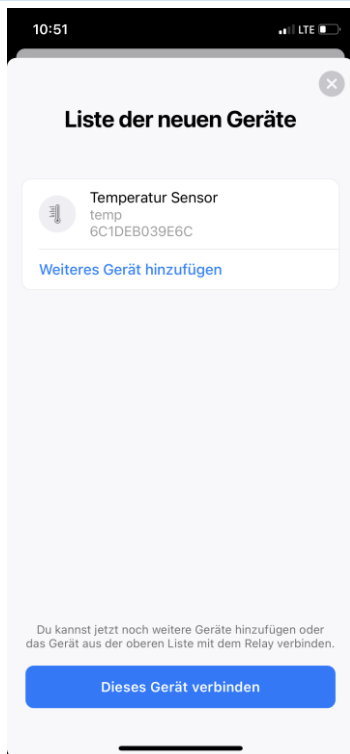 10:51
LTE
Liste der neuen Geräte
Temperatur Sensor
temp
6C1DEB039E6C
Weiteres Gerät hinzufügen
Du kannst jetzt noch weitere Geräte hinzufügen oder
das Gerät aus der oberen Liste mit dem Relay verbinden.
Dieses Gerät verbinden